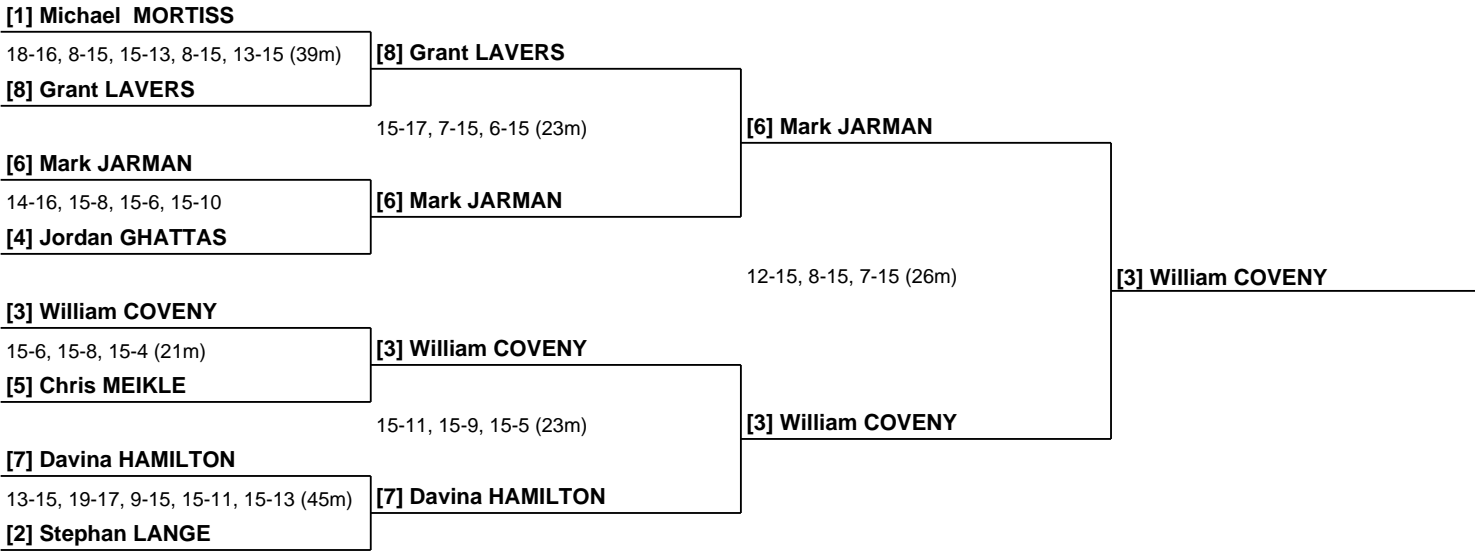 [1] Michael  MORTISS
18-16, 8-15, 15-13, 8-15, 13-15 (39m)
[8] Grant LAVERS
[8] Grant LAVERS
15-17, 7-15, 6-15 (23m)
[6] Mark JARMAN
[6] Mark JARMAN
14-16, 15-8, 15-6, 15-10
[6] Mark JARMAN
[4] Jordan GHATTAS
12-15, 8-15, 7-15 (26m)
[3] William COVENY
[3] William COVENY
15-6, 15-8, 15-4 (21m)
[3] William COVENY
[5] Chris MEIKLE
15-11, 15-9, 15-5 (23m)
[3] William COVENY
[7] Davina HAMILTON
13-15, 19-17, 9-15, 15-11, 15-13 (45m)
[7] Davina HAMILTON
[2] Stephan LANGE